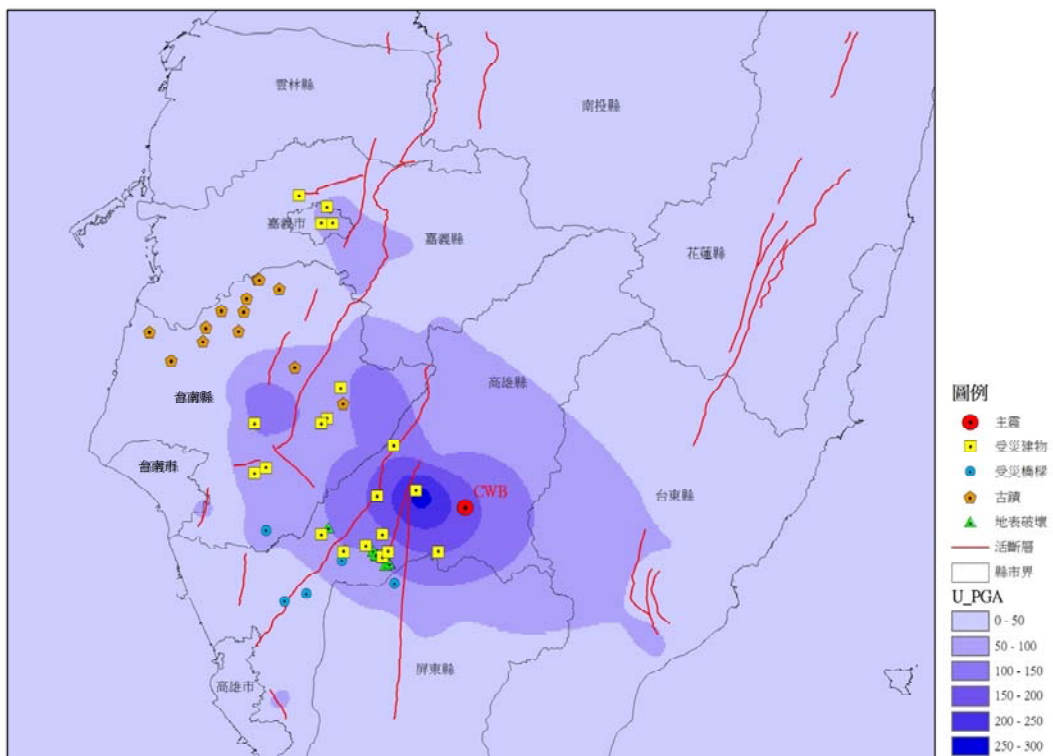 雲林縣
南投縣
嘉義市
嘉義縣
花蓮縣
高雄縣
台南縣
台南市
CWB
台東縣
屏東縣
高雄市
圖例
主震
受災建物
受災橋樑
古蹟
地表破壞
活斷層
縣市界
U_PGA
0 - 50
50 - 100
100 - 150
150 - 200
200 - 250
250 - 300